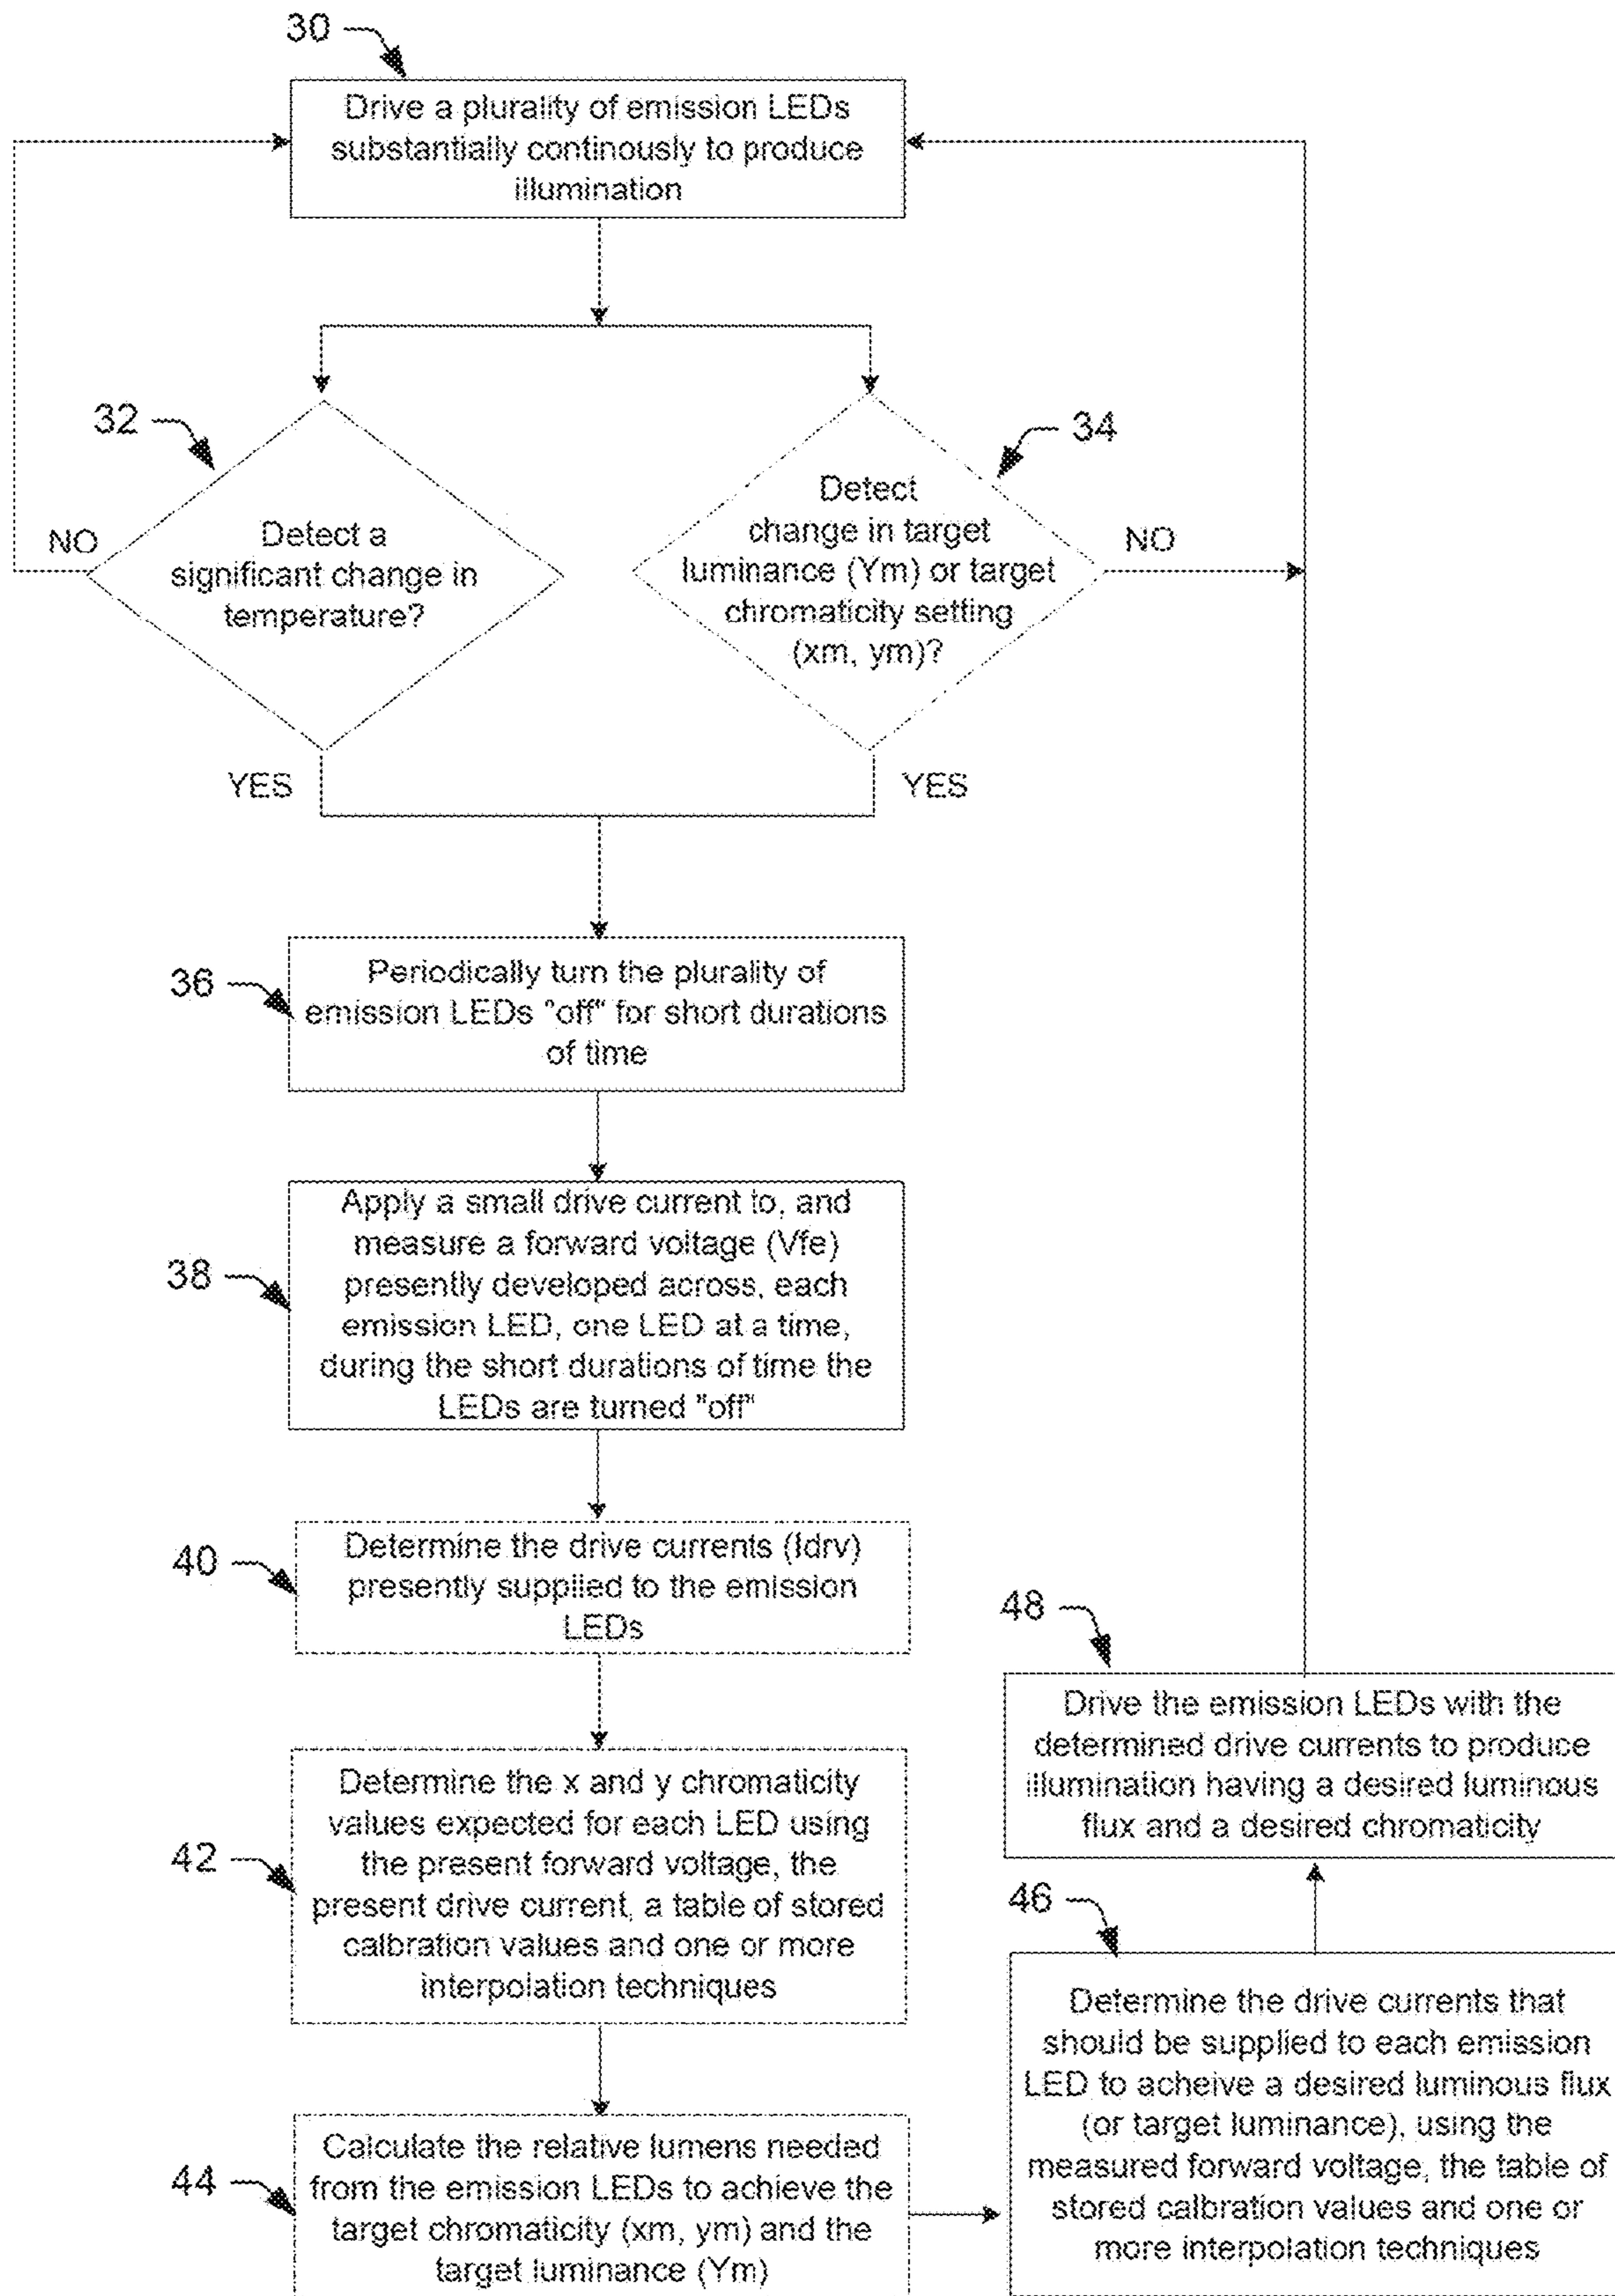 30
Drive a plurality of emission LEDs
substantially continously to produce
illumination
32
34
Detect a
significant change in
temperature?
NO
Detect
change in target
luminance (Ym) or target
chromaticity setting
(xm, ym)?
NO
YES
YES
36
Periodically turn the plurality of
emission LEDs "off" for short durations
of time
38
Apply a small drive current to, and
measure a forward voltage (Vfe)
presently developed across, each
emission LED, one LED at a time,
during the short durations of time the
LEDs are turned "off"
40
Determine the drive currents (Idrv)
presently supplied to the emission
LEDs
42
Determine the x and y chromaticity
values expected for each LED using
the present forward voltage, the
present drive current, a table of stored
calbration values and one or more
interpolation techniques
44
Calculate the relative lumens needed
from the emission LEDs to achieve the
target chromaticity (xm, ym) and the
target luminance (Ym)
46
Determine the drive currents that
should be supplied to each emission
LED to acheive a desired luminous flux
(or target luminance), using the
measured forward voltage, the table of
stored calbration values and one or
more interpolation techniques
48
Drive the emission LEDs with the
determined drive currents to produce
illumination having a desired luminous
flux and a desired chromaticity